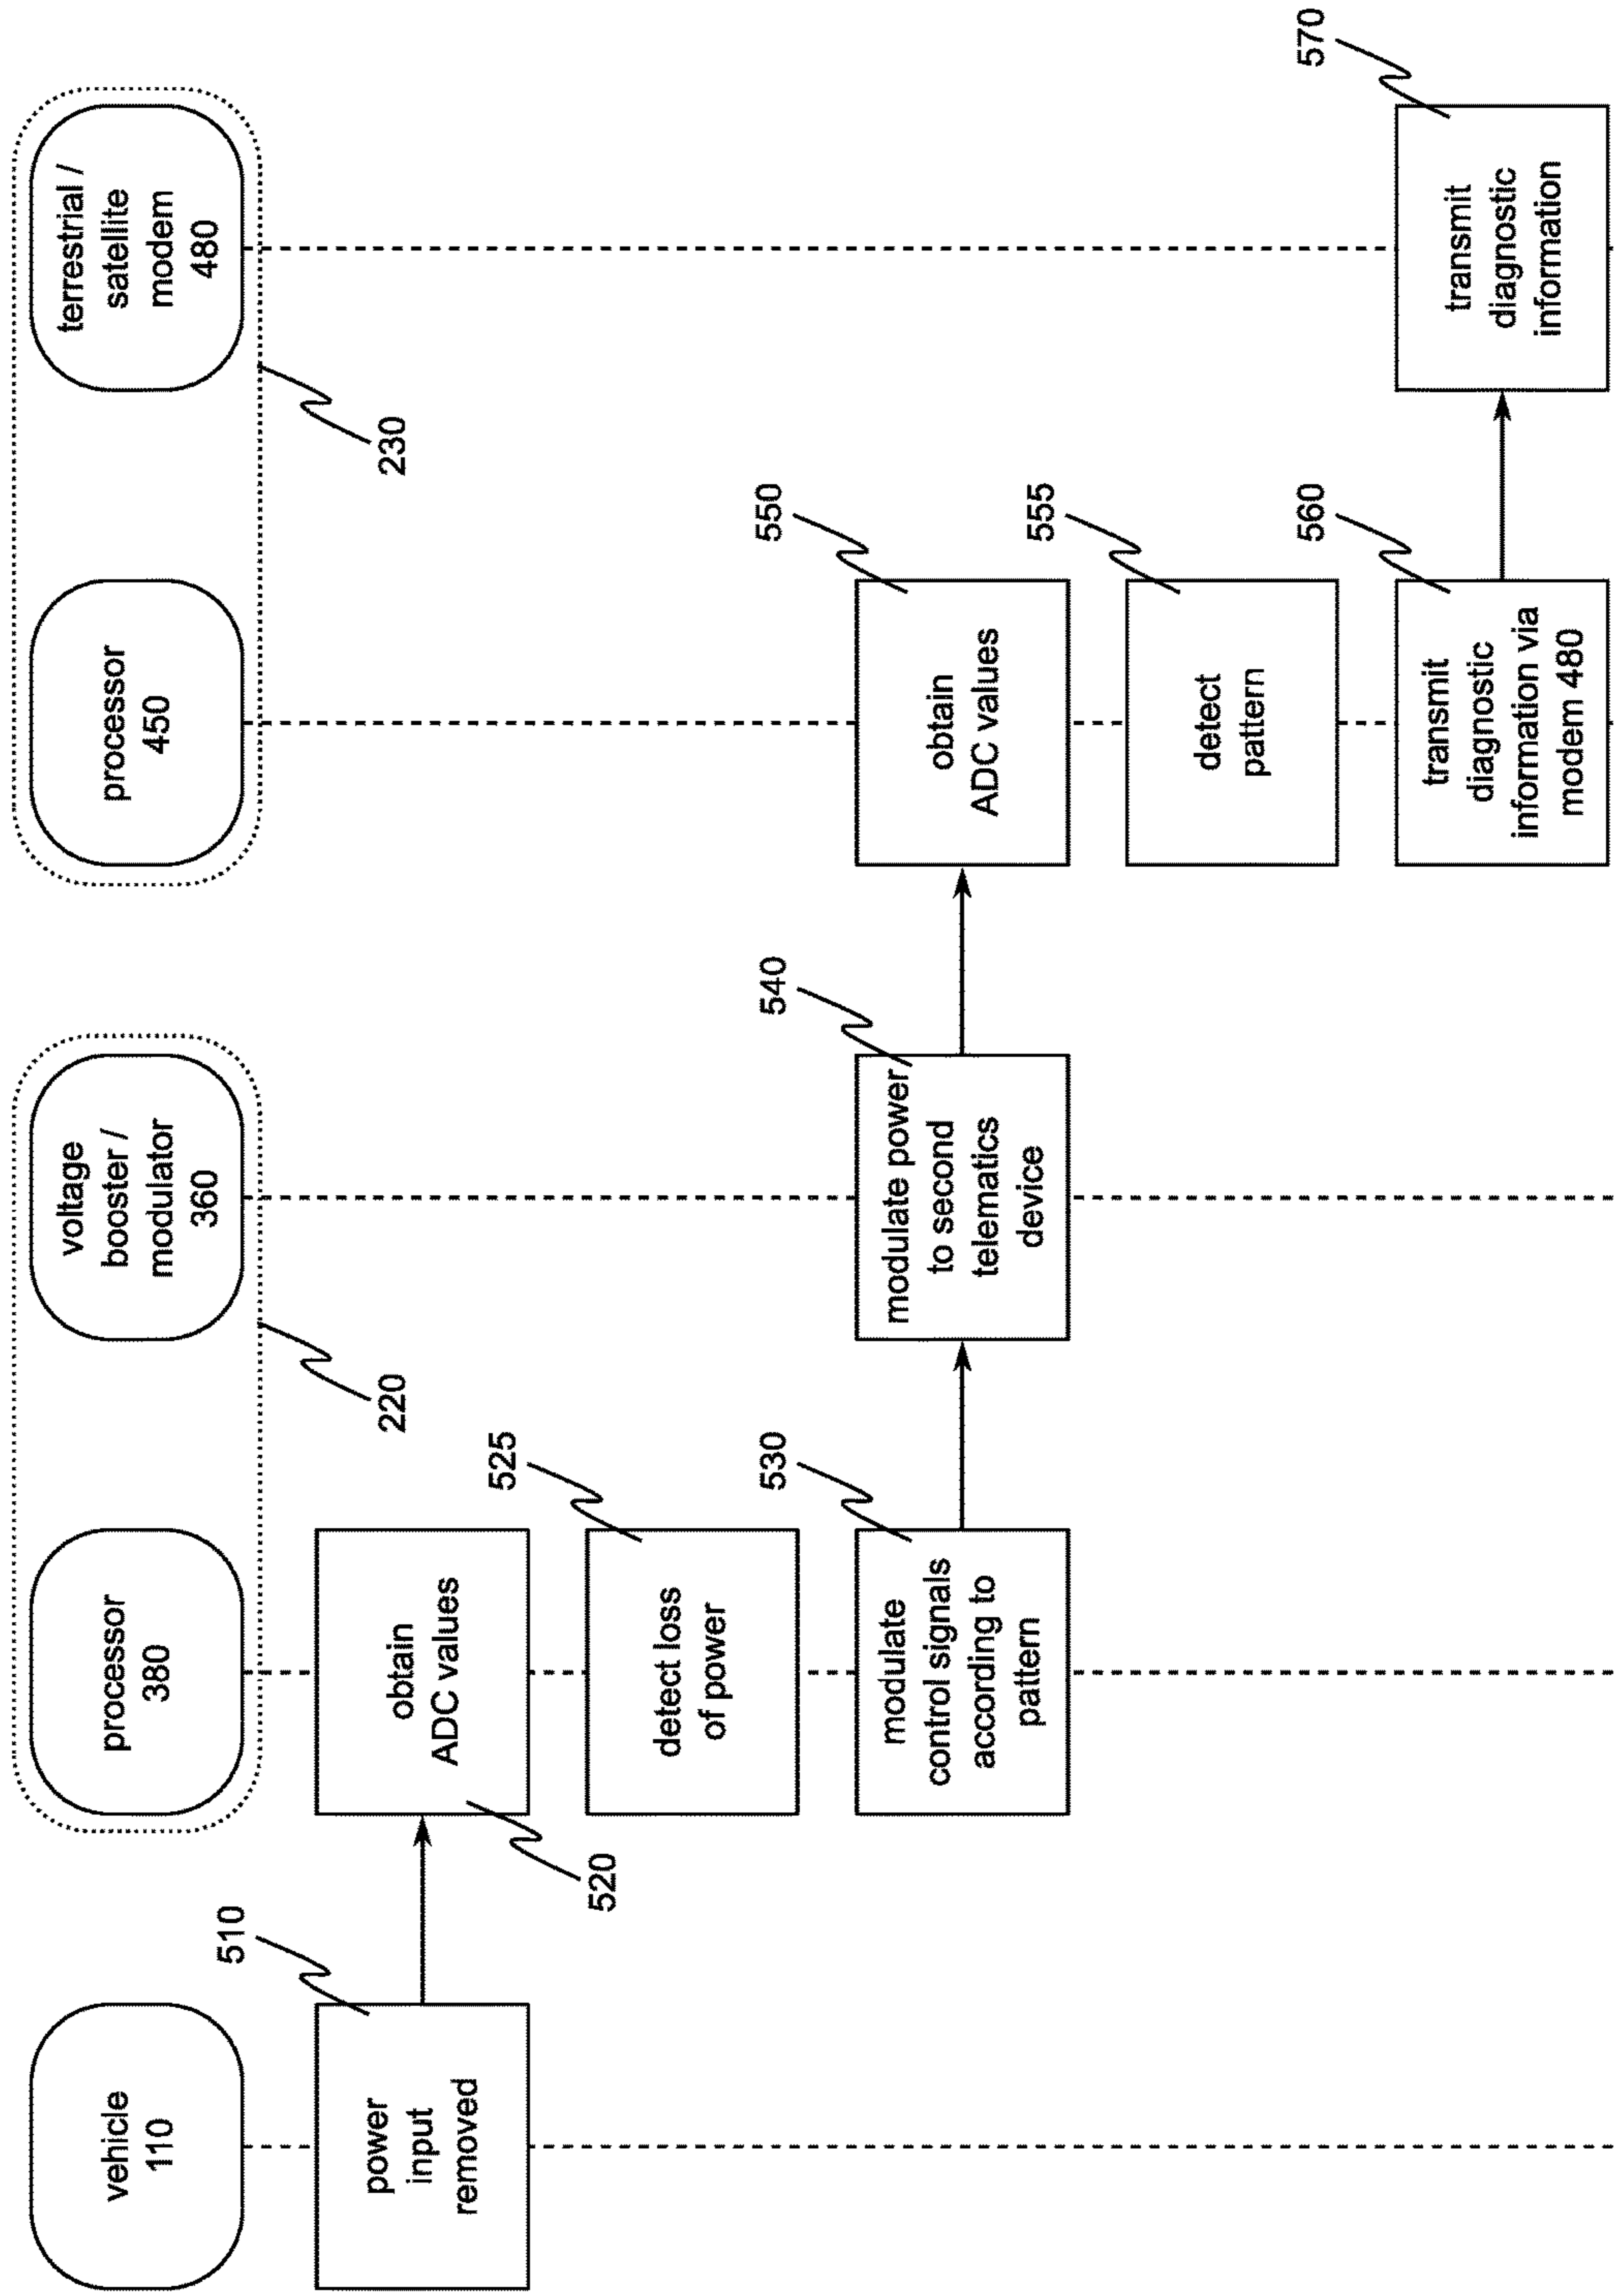 vehicle
110
processor
380
voltage
booster /
modulator
360
processor
450
terrestrial /
satellite
modem
480
220
230
510
power
input
removed
520
obtain
ADC values
525
detect loss
of power
530
modulate
control signals
according to
pattern
540
modulate power
to second
telematics
device
550
obtain
ADC values
555
detect
pattern
560
transmit
diagnostic
information via
modem 480
570
transmit
diagnostic
information